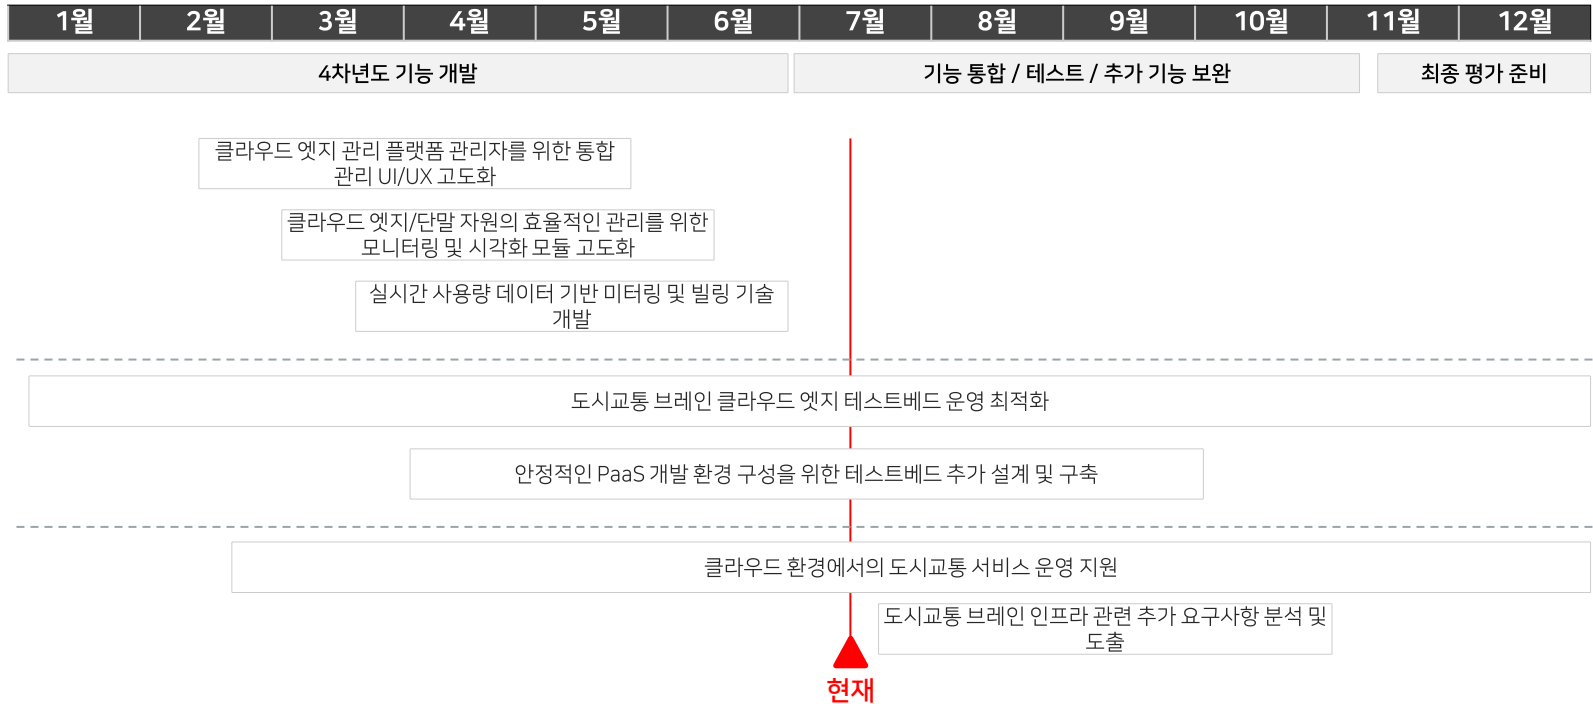 1월 2월 3월 4월 5월 6월 7월 8월 9월 10월 11월 12월
4차년도 기능 개발 기능 통합 / 테스트 / 추가 기능 보완 최종 평가 준비
클라우드 엣지 관리 플랫폼 관리자를 위한 통합
관리 UI/UX 고도화
클라우드 엣지/단말 자원의 효율적인 관리를 위한
모니터링 및 시각화 모듈 고도화
실시간 사용량 데이터 기반 미터링 및 빌링 기술
개발
도시교통 브레인 클라우드 엣지 테스트베드 운영 최적화
안정적인 PaaS 개발 환경 구성을 위한 테스트베드 추가 설계 및 구축
클라우드 환경에서의 도시교통 서비스 운영 지원
도시교통 브레인 인프라 관련 추가 요구사항 분석 및
도출
현재